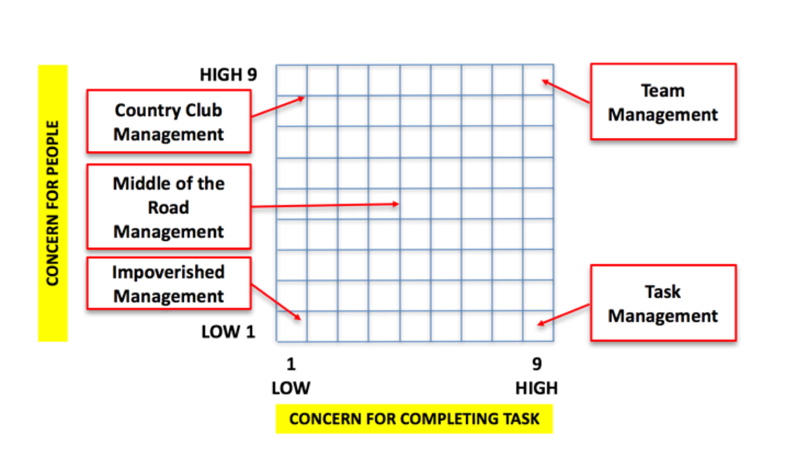 HIGH 9
Country Club
Management
Team
Management
CONCERN FOR PEOPLE
Middle of the
Road
Management
Impoverished
Management
Task
Management
LOW 1
1
LOW
9
HIGH
CONCERN FOR COMPLETING TASK